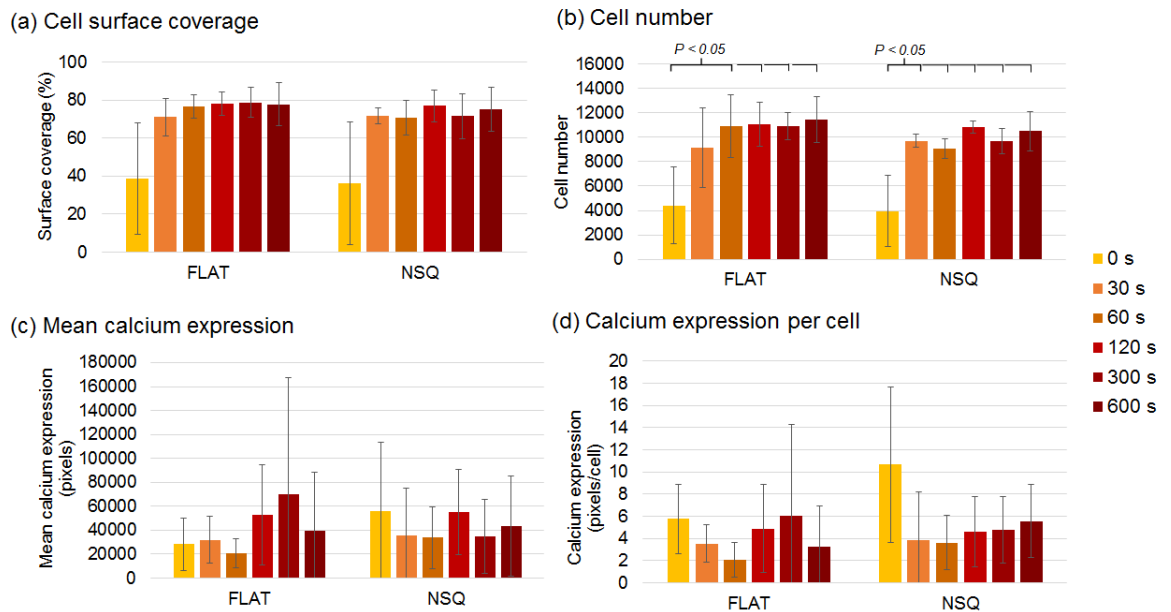 (a) Cell surface coverage
Surface coverage (%)
100
80
60
40
20
0
FLAT
NSQ
(b) Cell number
P < 0.05
P < 0.05
Cell number
16000
14000
12000
10000
8000
6000
4000
2000
0
FLAT
NSQ
0 s
30 s
60 s
120 s
300 s
600 s
(c) Mean calcium expression
Mean calcium expression
(pixels)
180000
160000
140000
120000
100000
80000
60000
40000
20000
0
FLAT
NSQ
(d) Calcium expression per cell
Calcium expression
(pixels/cell)
20
18
16
14
12
10
8
6
4
2
0
FLAT
NSQ